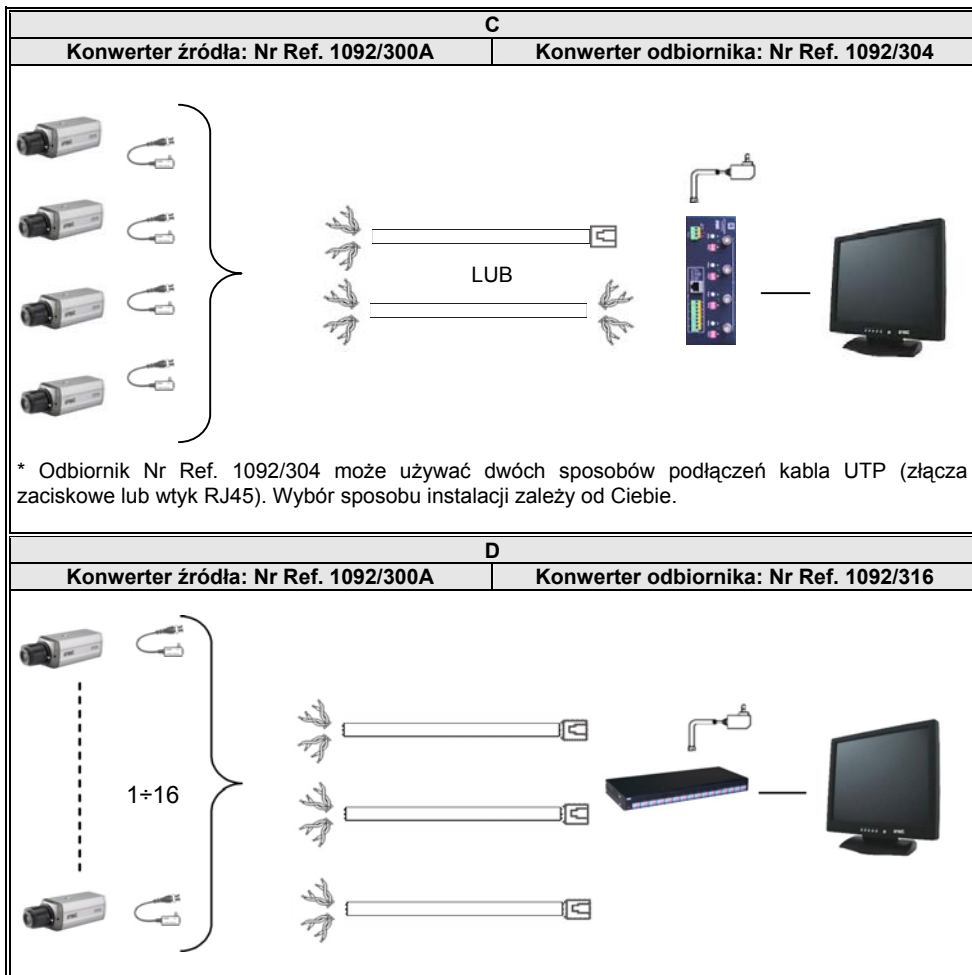 C
Konwerter źródła: Nr Ref. 1092/300A
Konwerter odbiornika: Nr Ref. 1092/304
LUB
* Odbiornik Nr Ref. 1092/304 może używać dwóch sposobów podłączeń kabla UTP (złącza
zaciskowe lub wtyk RJ45). Wybór sposobu instalacji zależy od Ciebie.
D
Konwerter źródła: Nr Ref. 1092/300A
Konwerter odbiornika: Nr Ref. 1092/316
1÷16